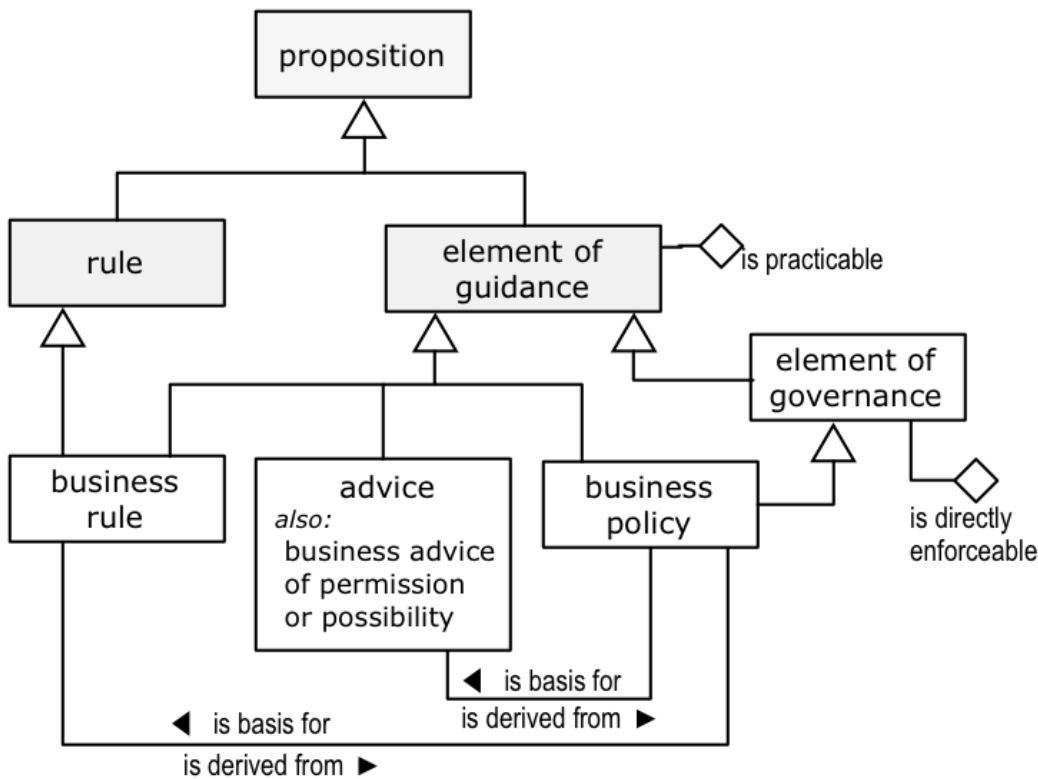 proposition
rule
element of
guidance
is practicable
element of
governance
business
rule
advice
also:
business advice
of permission
or possibility
business
policy
is directly
enforceable
◄ is basis for
is derived from ►
◄ is basis for
is derived from ►